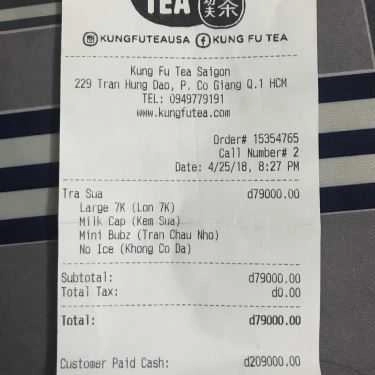 TEA 功夫茶
KUNGFUTEAUSA KUNG FU TEA
Kung Fu Tea Saigon
229 Tran Hung Dao, P. Co Giang Q.1 HCM
TEL: 0949779191
www.kungfutea.com
Order# 15354765
Call Number# 2
Date: 4/25/18, 8:27 PM
Tra Sua d79000.00
Large 7K (Lon 7K)
Milk Cap (Kem Sua)
Mini Bubz (Tran Chau Nho)
No Ice (Khong Co Da)
Subtotal: d79000.00
Total Tax: d0.00
Total: d79000.00
Customer Paid Cash: d209000.00